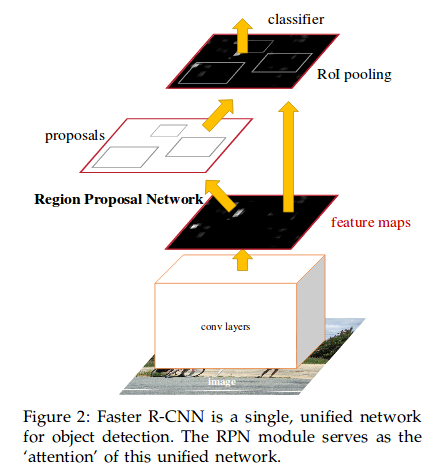 classifier
RoI pooling
proposals
Region Proposal Network
feature maps
conv layers
image
Figure 2: Faster R-CNN is a single, unified network
for object detection. The RPN module serves as the
‘attention’ of this unified network.